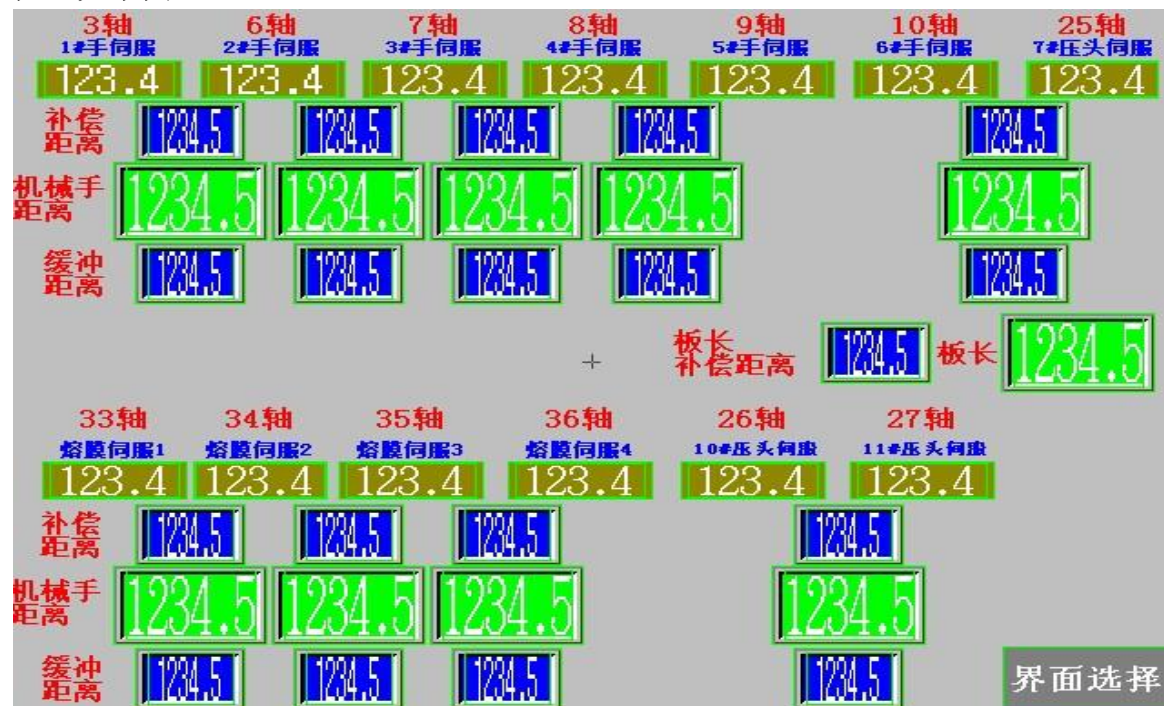 3轴 6轴 7轴 8轴 9轴 10轴 25轴
1#手伺服 2#手伺服 3#手伺服 4#手伺服 5#手伺服 6#手伺服 7#压头伺服
123.4 123.4 123.4 123.4 123.4 123.4 123.4
补偿
距离
1234.5 1234.5 1234.5 1234.5 1234.5
机械手
距离
1234.5 1234.5 1234.5 1234.5 1234.5
缓冲
距离
1234.5 1234.5 1234.5 1234.5 1234.5
板长
补偿距离
1234.5 板长 1234.5
33轴 34轴 35轴 36轴 26轴 27轴
熔膜伺服1 熔膜伺服2 熔膜伺服3 熔膜伺服4 10#压头伺服 11#压头伺服
123.4 123.4 123.4 123.4 123.4 123.4
补偿
距离
1234.5 1234.5 1234.5 1234.5
机械手
距离
1234.5 1234.5 1234.5 1234.5
缓冲
距离
1234.5 1234.5 1234.5 1234.5
界面选择